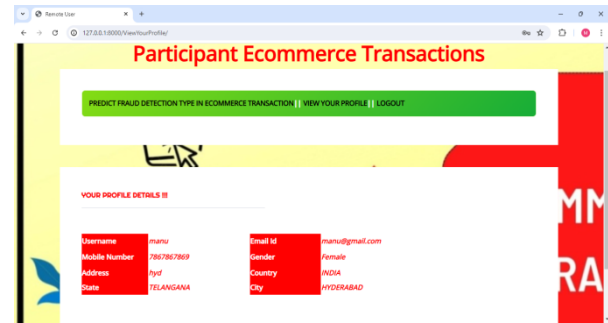 Remote User
127.0.0.1:8000/ViewYourProfile/
Participant Ecommerce Transactions
PREDICT FRAUD DETECTION TYPE IN ECOMMERCE TRANSACTION || VIEW YOUR PROFILE || LOGOUT
YOUR PROFILE DETAILS !!!
Username manu Email Id manu@gmail.com
Mobile Number 7867867869 Gender Female
Address hyd Country INDIA
State TELANGANA City HYDERABAD
MM
RA